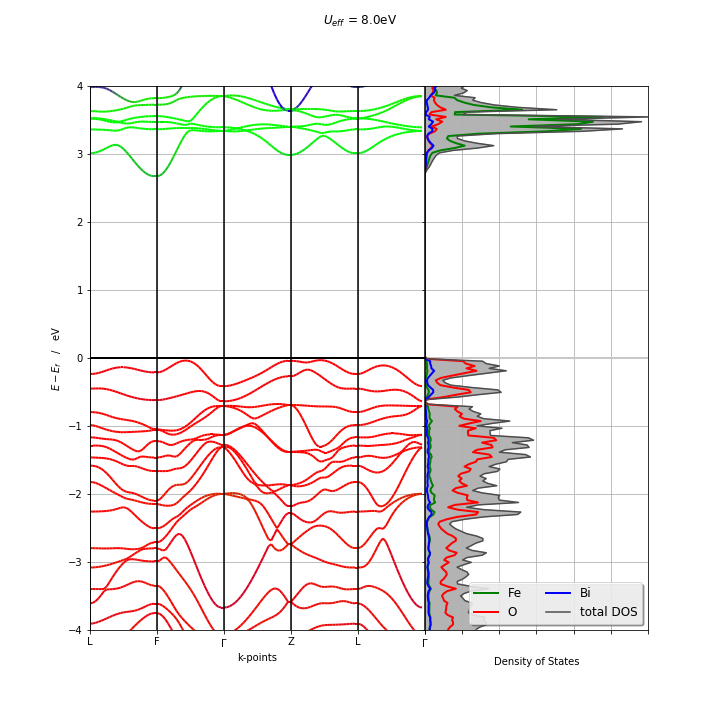 U_eff = 8.0eV
4
3
2
1
0
−1
−2
−3
−4
E − E_f / eV
L F Γ Z L Γ
k-points
Density of States
Fe Bi
O total DOS